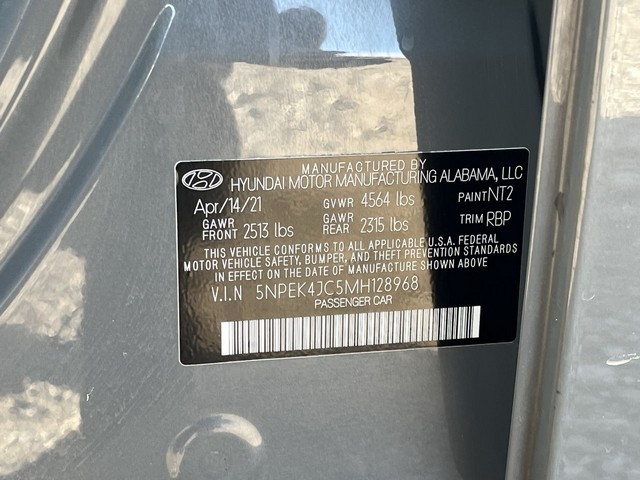 MANUFACTURED BY
HYUNDAI MOTOR MANUFACTURING ALABAMA, LLC
Apr/14/21 GVWR 4564 lbs PAINT NT2
GAWR FRONT 2513 lbs GAWR REAR 2315 lbs TRIM RBP
THIS VEHICLE CONFORMS TO ALL APPLICABLE U.S.A. FEDERAL
MOTOR VEHICLE SAFETY, BUMPER, AND THEFT PREVENTION STANDARDS
IN EFFECT ON THE DATE OF MANUFACTURE SHOWN ABOVE.
V.I.N 5NPEK4JC5MH128968
PASSENGER CAR